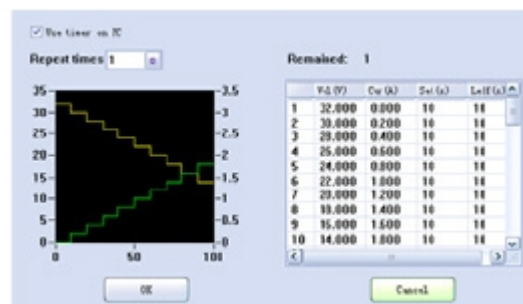 Use timer on PC
Repeat times 1
Remained: 1
35 3.5
30 3
25 2.5
20 2
15 1.5
10 1
5 0.5
0 0
0 50 100
OK
Vol(V) Cur(A) Set(s) Left(s)
1 32.000 0.000 10 10
2 30.000 0.200 10 10
3 28.000 0.400 10 10
4 26.000 0.600 10 10
5 24.000 0.800 10 10
6 22.000 1.000 10 10
7 20.000 1.200 10 10
8 18.000 1.400 10 10
9 16.000 1.600 10 10
10 14.000 1.800 10 10
Cancel